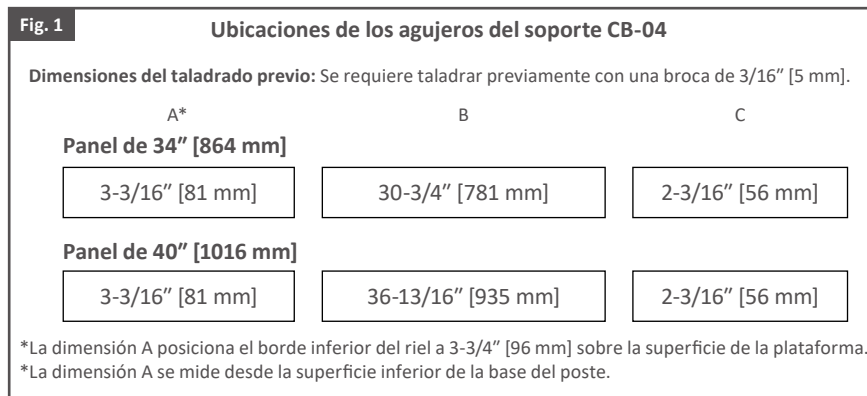 Fig. 1
Ubicaciones de los agujeros del soporte CB-04
Dimensiones del taladrado previo: Se requiere taladrar previamente con una broca de 3/16″ [5 mm].
A* B C
Panel de 34″ [864 mm]
3-3/16″ [81 mm] 30-3/4″ [781 mm] 2-3/16″ [56 mm]
Panel de 40″ [1016 mm]
3-3/16″ [81 mm] 36-13/16″ [935 mm] 2-3/16″ [56 mm]
*La dimensión A posiciona el borde inferior del riel a 3-3/4″ [96 mm] sobre la superficie de la plataforma.
*La dimensión A se mide desde la superficie inferior de la base del poste.